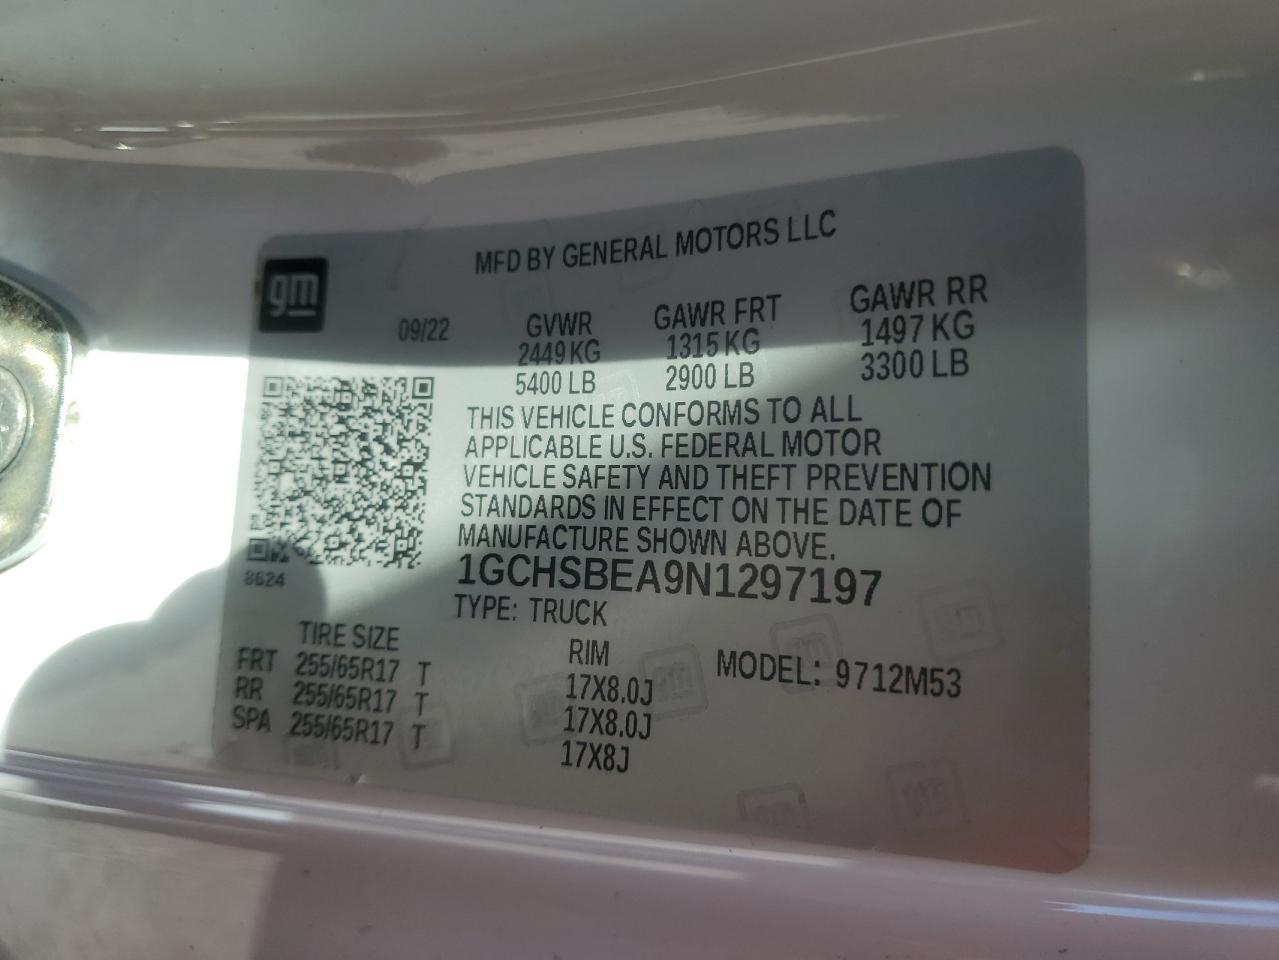 MFD BY GENERAL MOTORS LLC
gm
09/22 GVWR GAWR FRT GAWR RR
2449 KG 1315 KG 1497 KG
5400 LB 2900 LB 3300 LB
THIS VEHICLE CONFORMS TO ALL
APPLICABLE U.S. FEDERAL MOTOR
VEHICLE SAFETY AND THEFT PREVENTION
STANDARDS IN EFFECT ON THE DATE OF
MANUFACTURE SHOWN ABOVE.
8624
1GCHSBEA9N1297197
TYPE: TRUCK
TIRE SIZE RIM MODEL: 9712M53
FRT 255/65R17 T 17X8.0J
RR 255/65R17 T 17X8.0J
SPA 255/65R17 T 17X8J